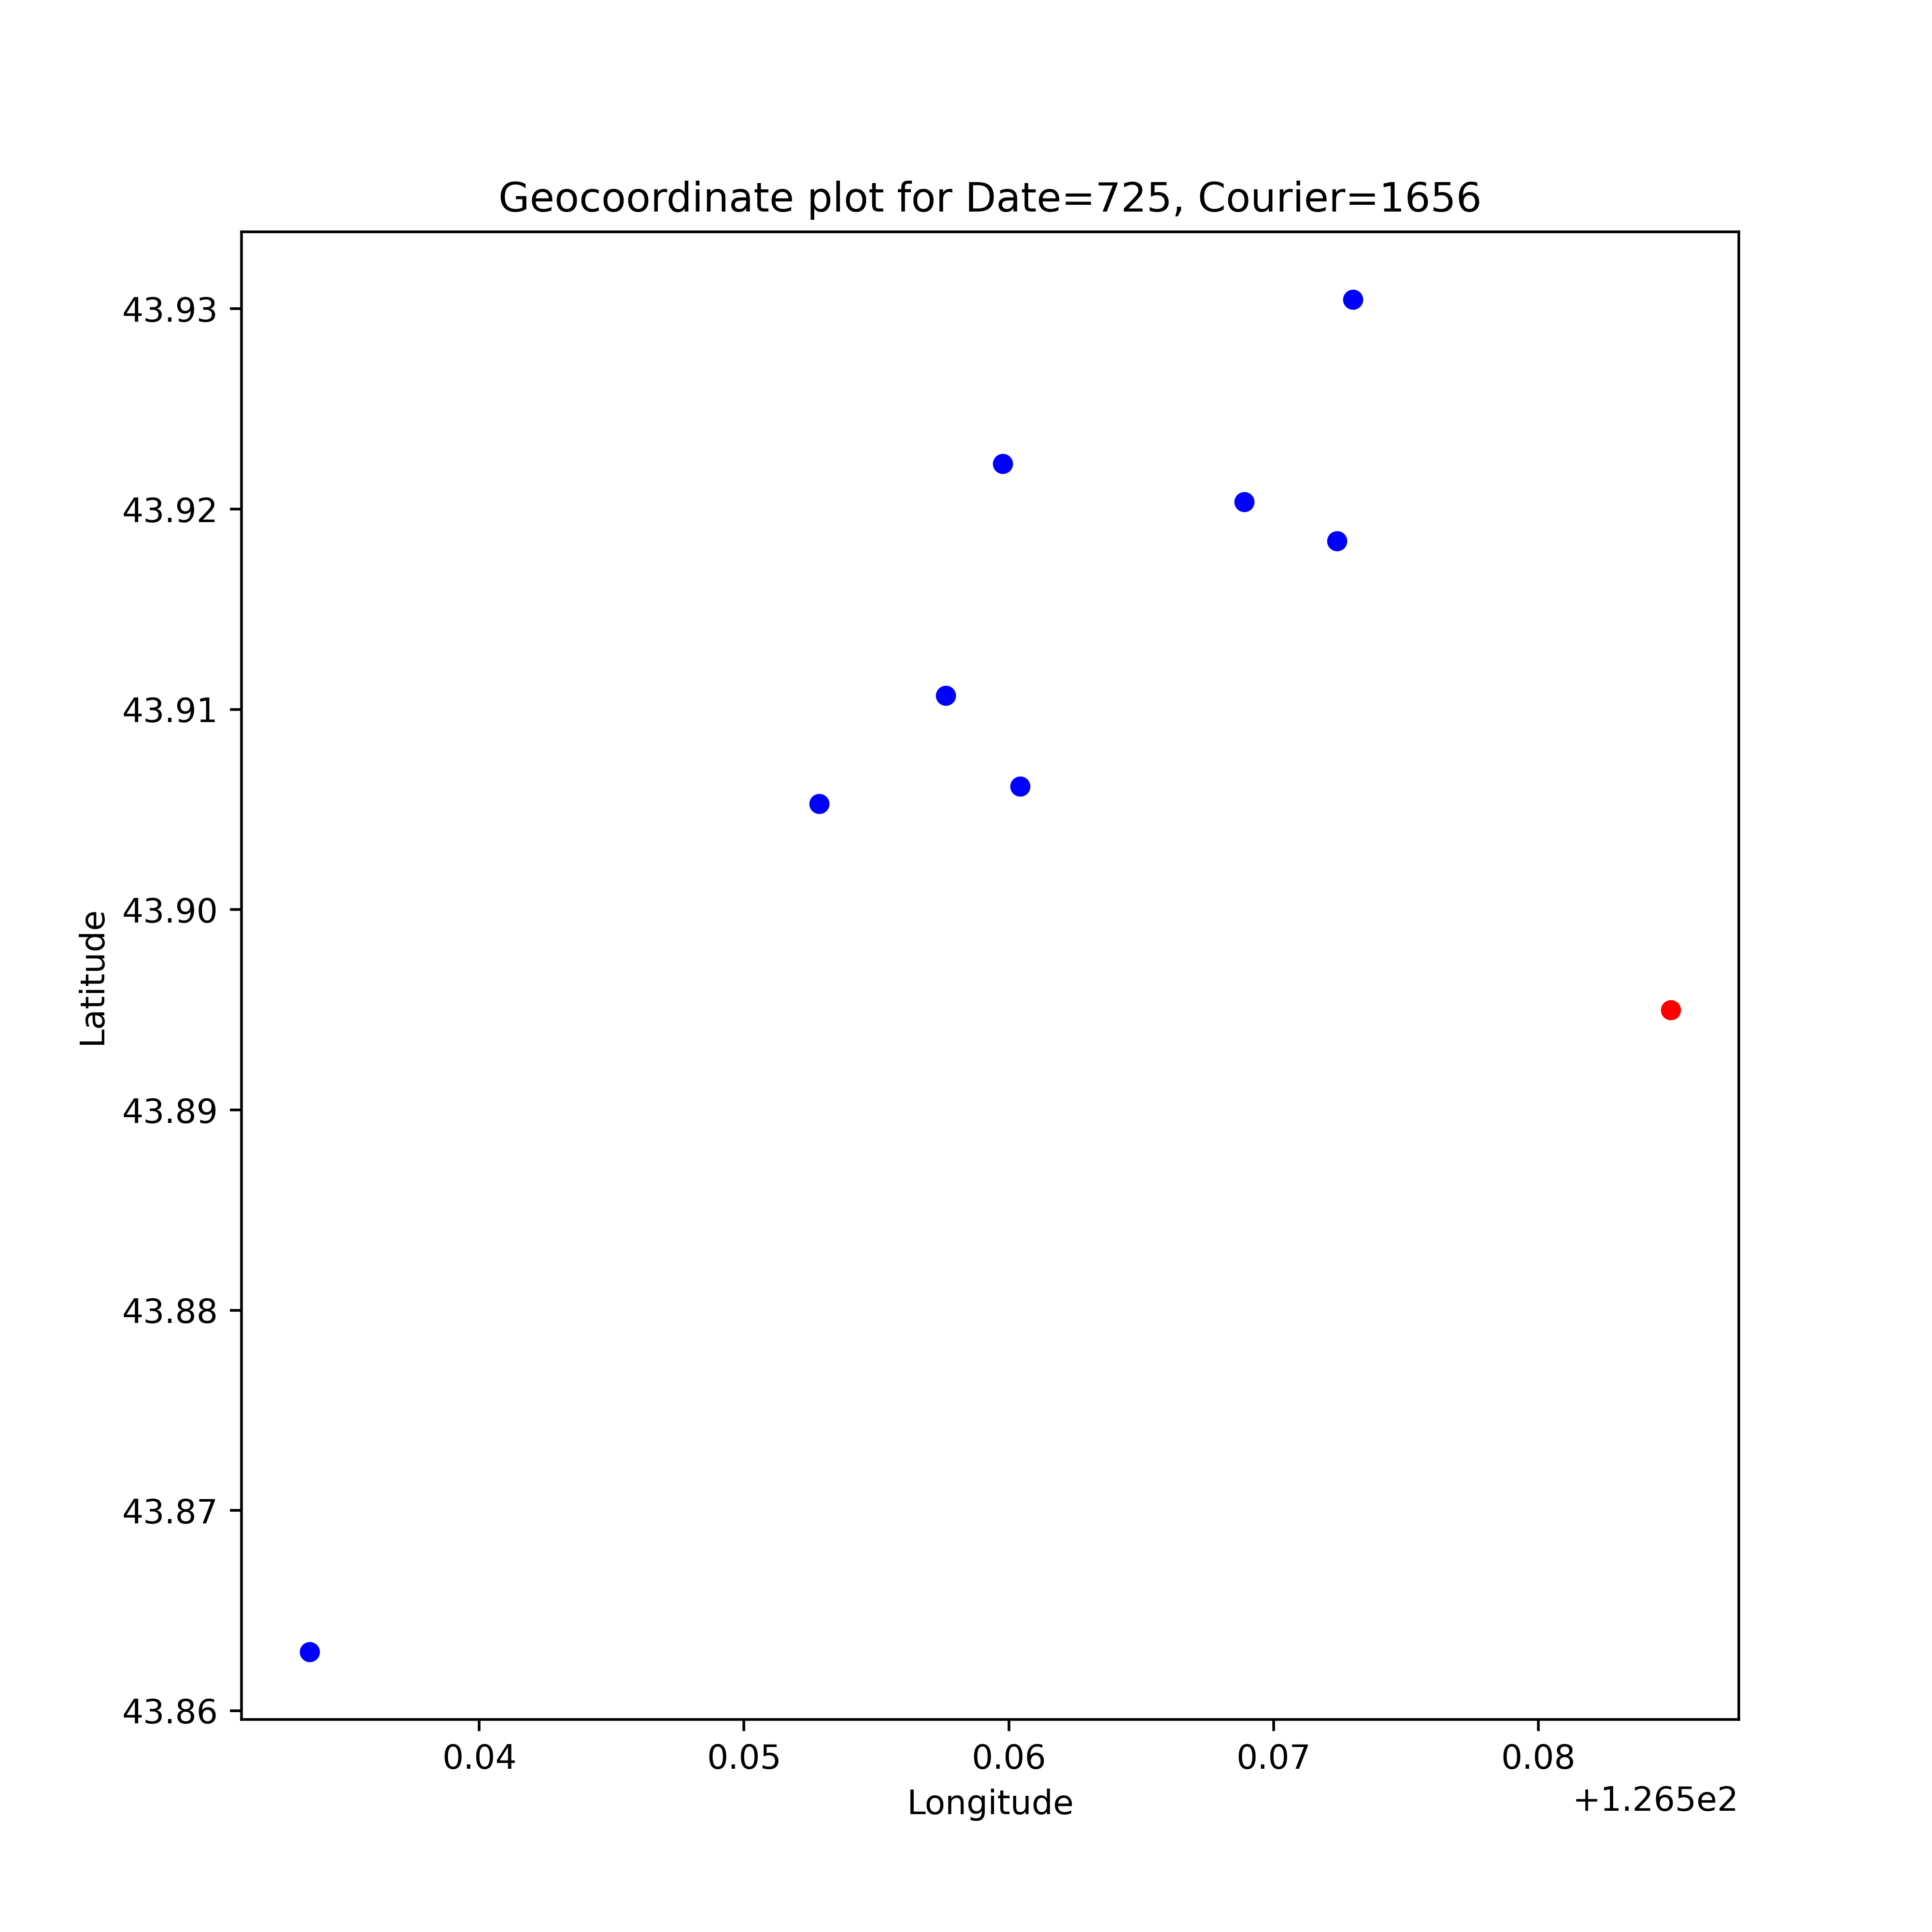 Geocoordinate plot for Date=725, Courier=1656
43.93
43.92
43.91
43.90
43.89
43.88
43.87
43.86
Latitude
0.04 0.05 0.06 0.07 0.08
Longitude
+1.265e2